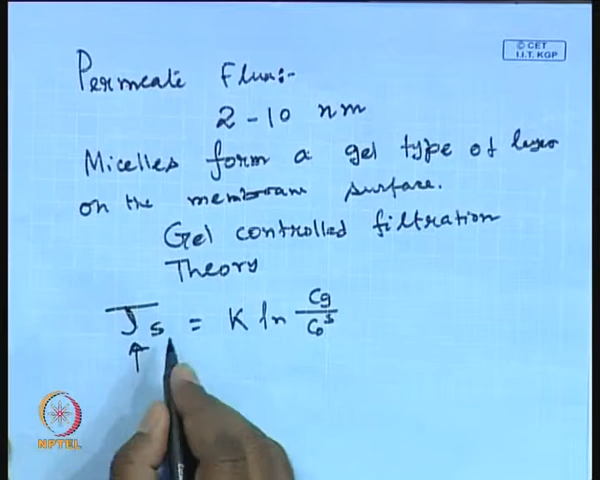 © CET
I.I.T. KGP
Permeate Flux:-
2-10 nm
Micelles form a gel type of layer
on the membrane surface.
Gel controlled filtration
Theory
J̅s = K ln Cg/C₀ˢ
NPTEL